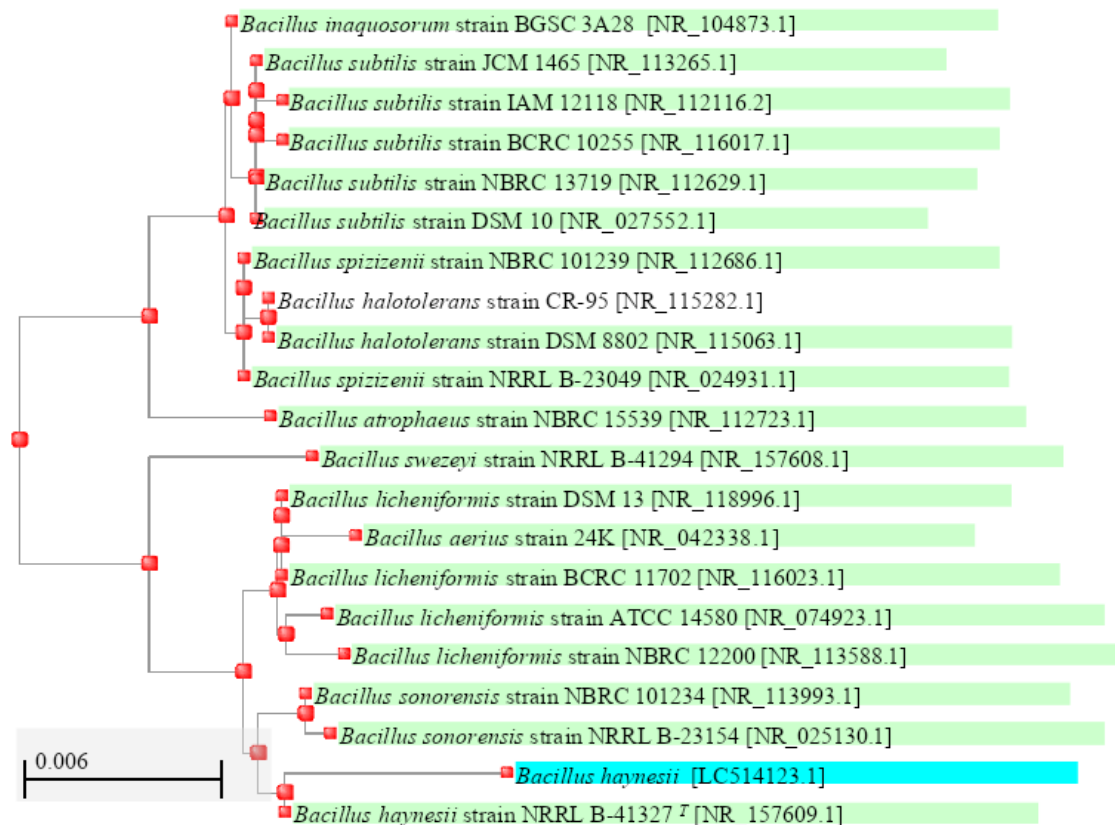 Bacillus inaquosorum strain BGSC 3A28 [NR_104873.1]
Bacillus subtilis strain JCM 1465 [NR_113265.1]
Bacillus subtilis strain IAM 12118 [NR_112116.2]
Bacillus subtilis strain BCRC 10255 [NR_116017.1]
Bacillus subtilis strain NBRC 13719 [NR_112629.1]
Bacillus subtilis strain DSM 10 [NR_027552.1]
Bacillus spizizenii strain NBRC 101239 [NR_112686.1]
Bacillus halotolerans strain CR-95 [NR_115282.1]
Bacillus halotolerans strain DSM 8802 [NR_115063.1]
Bacillus spizizenii strain NRRL B-23049 [NR_024931.1]
Bacillus atrophaeus strain NBRC 15539 [NR_112723.1]
Bacillus swezeyi strain NRRL B-41294 [NR_157608.1]
Bacillus licheniformis strain DSM 13 [NR_118996.1]
Bacillus aerius strain 24K [NR_042338.1]
Bacillus licheniformis strain BCRC 11702 [NR_116023.1]
Bacillus licheniformis strain ATCC 14580 [NR_074923.1]
Bacillus licheniformis strain NBRC 12200 [NR_113588.1]
Bacillus sonorensis strain NBRC 101234 [NR_113993.1]
Bacillus sonorensis strain NRRL B-23154 [NR_025130.1]
0.006
Bacillus haynesii [LC514123.1]
Bacillus haynesii strain NRRL B-41327 T [NR_157609.1]